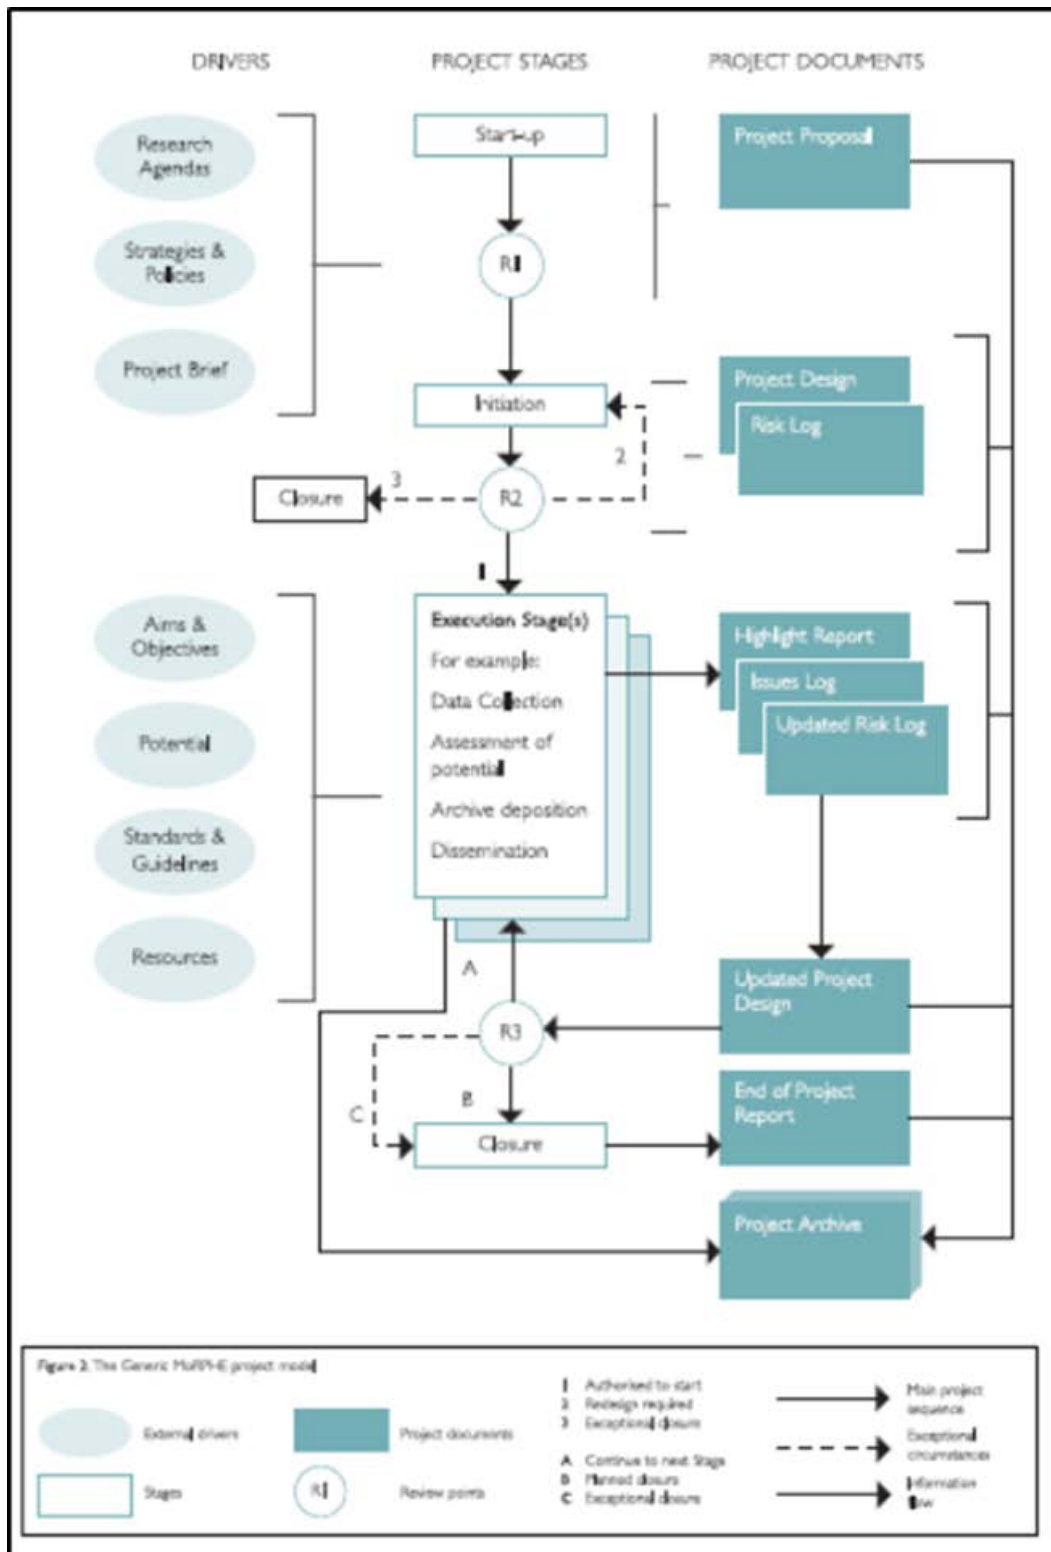 DRIVERS
PROJECT STAGES
PROJECT DOCUMENTS
Research
Agendas
Strategies &
Policies
Project Brief
Start-up
R1
Initiation
2
3
Closure
R2
1
Project Proposal
Project Design
Risk Log
Aims &
Objectives
Potential
Standards &
Guidelines
Resources
Execution Stage(s)
For example:
Data Collection
Assessment of
potential
Archive deposition
Dissemination
Highlight Report
Issues Log
Updated Risk Log
A
R3
B
C
Closure
Updated Project
Design
End of Project
Report
Project Archive
Figure 2. The Generic MoRPHE project model
External drivers
Project documents
Stages
R1
Review points
1 Authorised to start
2 Redesign required
3 Exceptional closure
A Continue to next Stage
B Planned closure
C Exceptional closure
Main project
sequence
Exceptional
circumstances
Information
flow